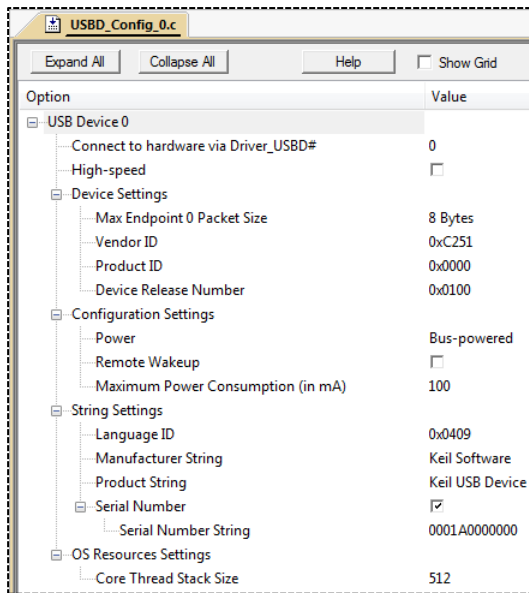 USBD_Config_0.c
Expand All Collapse All Help Show Grid
Option Value
USB Device 0
Connect to hardware via Driver_USBD# 0
High-speed
Device Settings
Max Endpoint 0 Packet Size 8 Bytes
Vendor ID 0xC251
Product ID 0x0000
Device Release Number 0x0100
Configuration Settings
Power Bus-powered
Remote Wakeup
Maximum Power Consumption (in mA) 100
String Settings
Language ID 0x0409
Manufacturer String Keil Software
Product String Keil USB Device
Serial Number
Serial Number String 0001A0000000
OS Resources Settings
Core Thread Stack Size 512